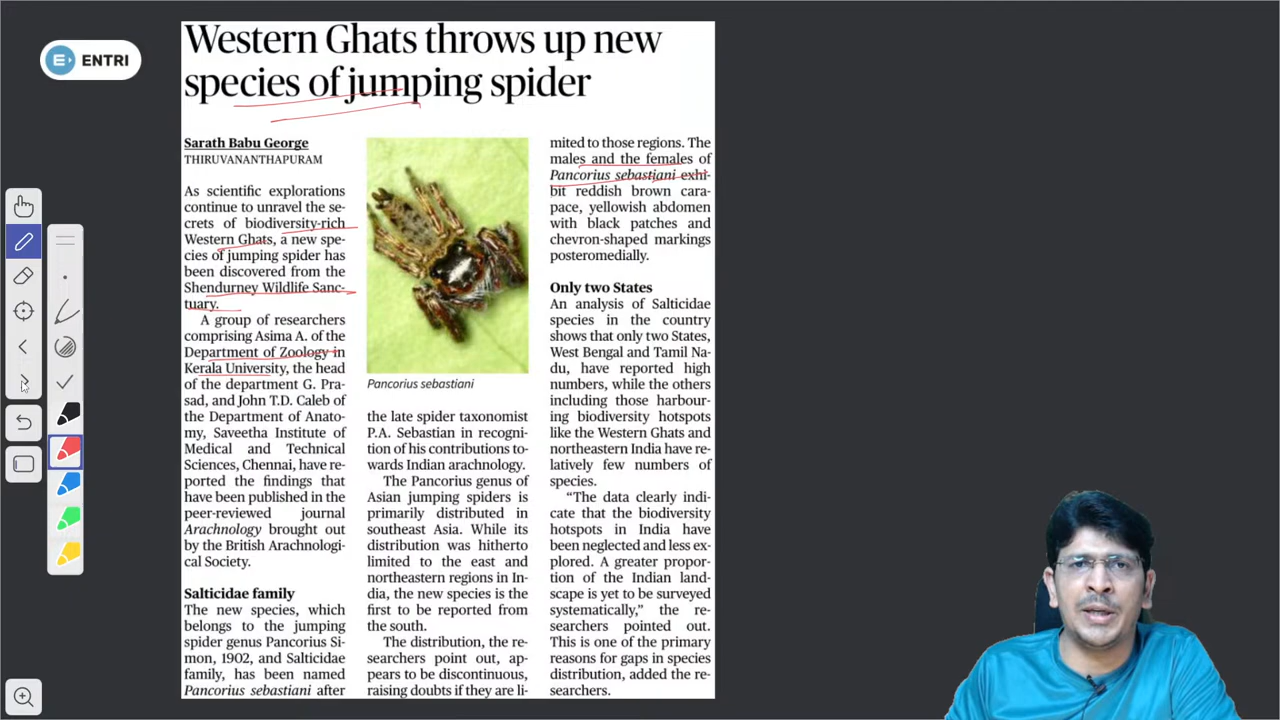 ENTRI
Western Ghats throws up new
species of jumping spider
Sarath Babu George
THIRUVANANTHAPURAM
As scientific explorations
continue to unravel the se-
crets of biodiversity-rich
Western Ghats, a new spe-
cies of jumping spider has
been discovered from the
Shendurney Wildlife Sanc-
tuary.
A group of researchers
comprising Asima A. of the
Department of Zoology in
Kerala University, the head
of the department G. Pra-
sad, and John T.D. Caleb of
the Department of Anato-
my, Saveetha Institute of
Medical and Technical
Sciences, Chennai, have re-
ported the findings that
have been published in the
peer-reviewed journal
Arachnology brought out
by the British Arachnologi-
cal Society.
Salticidae family
The new species, which
belongs to the jumping
spider genus Pancorius Si-
mon, 1902, and Salticidae
family, has been named
Pancorius sebastiani after
Pancorius sebastiani
the late spider taxonomist
P.A. Sebastian in recogni-
tion of his contributions to-
wards Indian arachnology.
The Pancorius genus of
Asian jumping spiders is
primarily distributed in
southeast Asia. While its
distribution was hitherto
limited to the east and
northeastern regions in In-
dia, the new species is the
first to be reported from
the south.
The distribution, the re-
searchers point out, ap-
pears to be discontinuous,
raising doubts if they are li-
mited to those regions. The
males and the females of
Pancorius sebastiani exhi-
bit reddish brown cara-
pace, yellowish abdomen
with black patches and
chevron-shaped markings
posteromedially.
Only two States
An analysis of Salticidae
species in the country
shows that only two States,
West Bengal and Tamil Na-
du, have reported high
numbers, while the others
including those harbour-
ing biodiversity hotspots
like the Western Ghats and
northeastern India have re-
latively few numbers of
species.
“The data clearly indi-
cate that the biodiversity
hotspots in India have
been neglected and less ex-
plored. A greater propor-
tion of the Indian land-
scape is yet to be surveyed
systematically,” the re-
searchers pointed out.
This is one of the primary
reasons for gaps in species
distribution, added the re-
searchers.